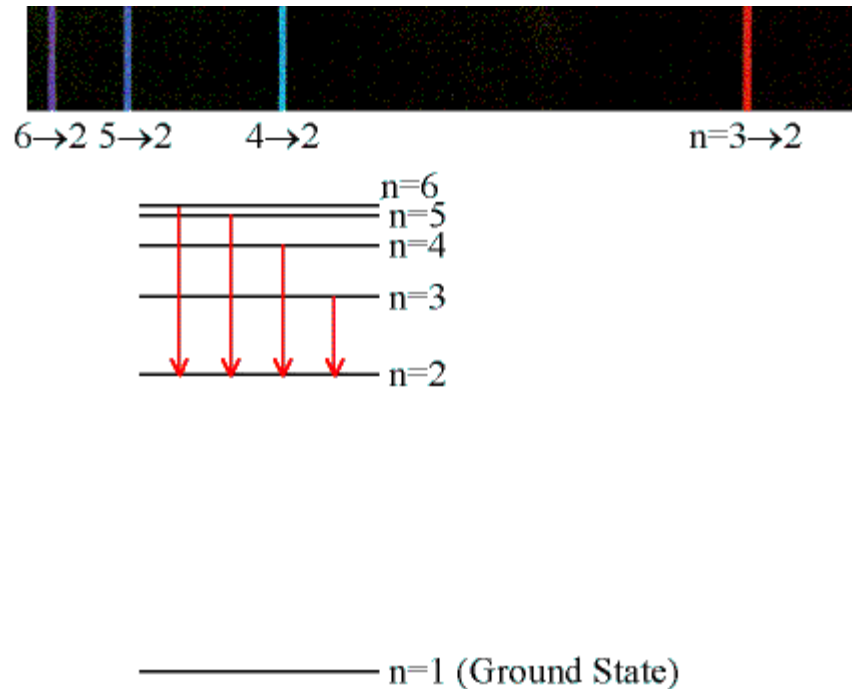 6→2 5→2 4→2 n=3→2
n=6
n=5
n=4
n=3
n=2
n=1 (Ground State)